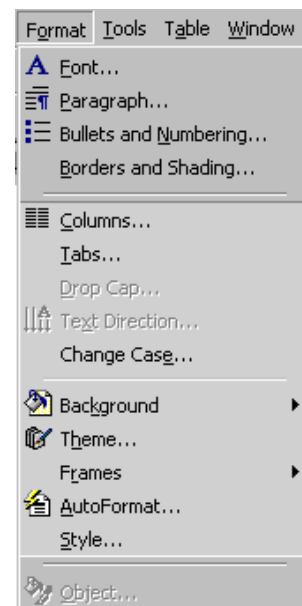 Format Tools Table Window
Font...
Paragraph...
Bullets and Numbering...
Borders and Shading...
Columns...
Tabs...
Drop Cap...
Text Direction...
Change Case...
Background
Theme...
Frames
AutoFormat...
Style...
Object...